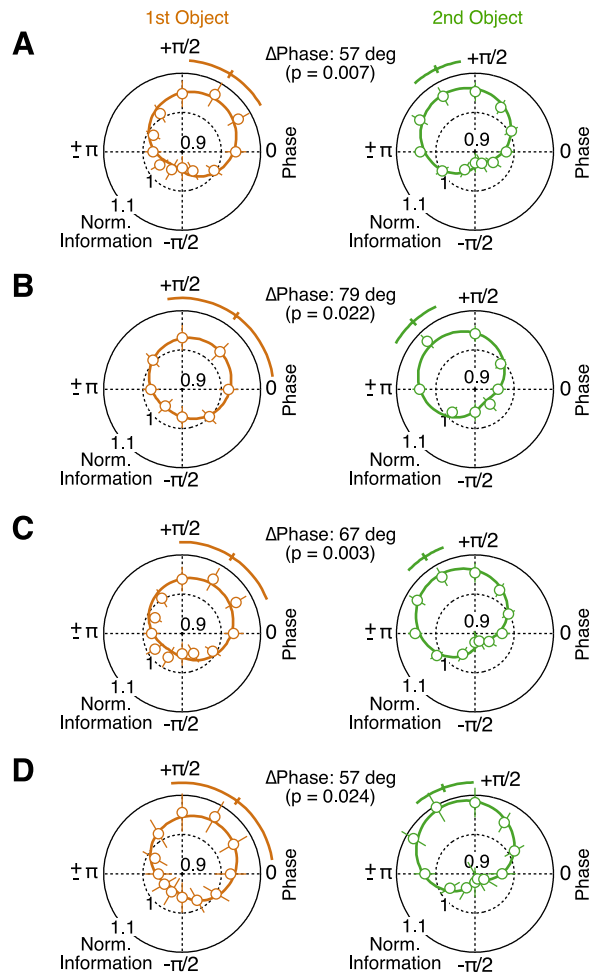 1st Object 2nd Object
A
+π/2 ΔPhase: 57 deg +π/2
(p = 0.007)
± π 0.9 0 Phase ± π 0.9 0 Phase
1 1
1.1 1.1
Norm. Norm.
Information -π/2 Information -π/2
B
+π/2 ΔPhase: 79 deg +π/2
(p = 0.022)
± π 0.9 0 Phase ± π 0.9 0 Phase
1 1
1.1 1.1
Norm. Norm.
Information -π/2 Information -π/2
C
+π/2 ΔPhase: 67 deg +π/2
(p = 0.003)
± π 0.9 0 Phase ± π 0.9 0 Phase
1 1
1.1 1.1
Norm. Norm.
Information -π/2 Information -π/2
D
+π/2 ΔPhase: 57 deg +π/2
(p = 0.024)
± π 0.9 0 Phase ± π 0.9 0 Phase
1 1
1.1 1.1
Norm. Norm.
Information -π/2 Information -π/2